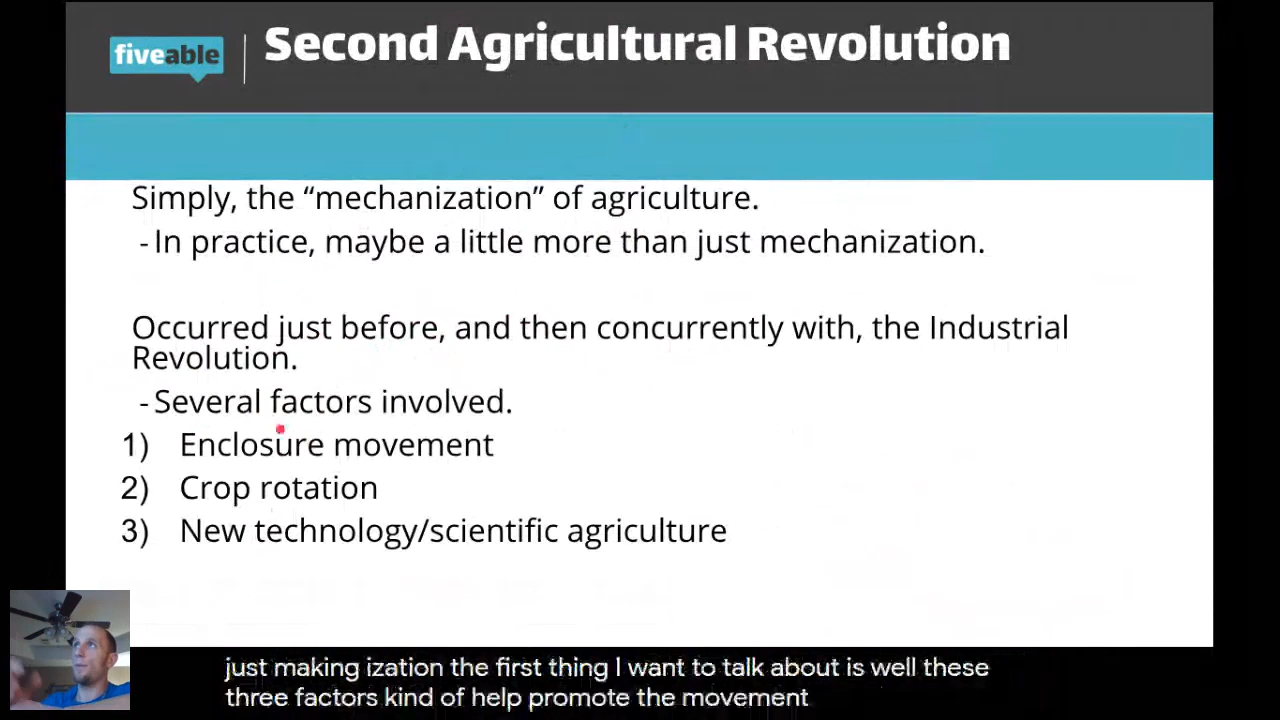 fiveable
Second Agricultural Revolution
Simply, the “mechanization” of agriculture.
- In practice, maybe a little more than just mechanization.
Occurred just before, and then concurrently with, the Industrial
Revolution.
- Several factors involved.
1) Enclosure movement
2) Crop rotation
3) New technology/scientific agriculture
just making ization the first thing I want to talk about is well these
three factors kind of help promote the movement